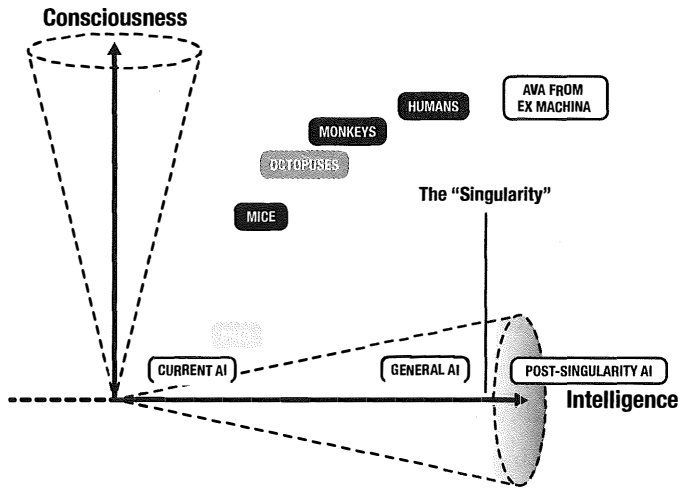 Consciousness
AVA FROM
EX MACHINA
HUMANS
MONKEYS
OCTOPUSES
The “Singularity”
MICE
CURRENT AI
GENERAL AI
POST-SINGULARITY AI
Intelligence